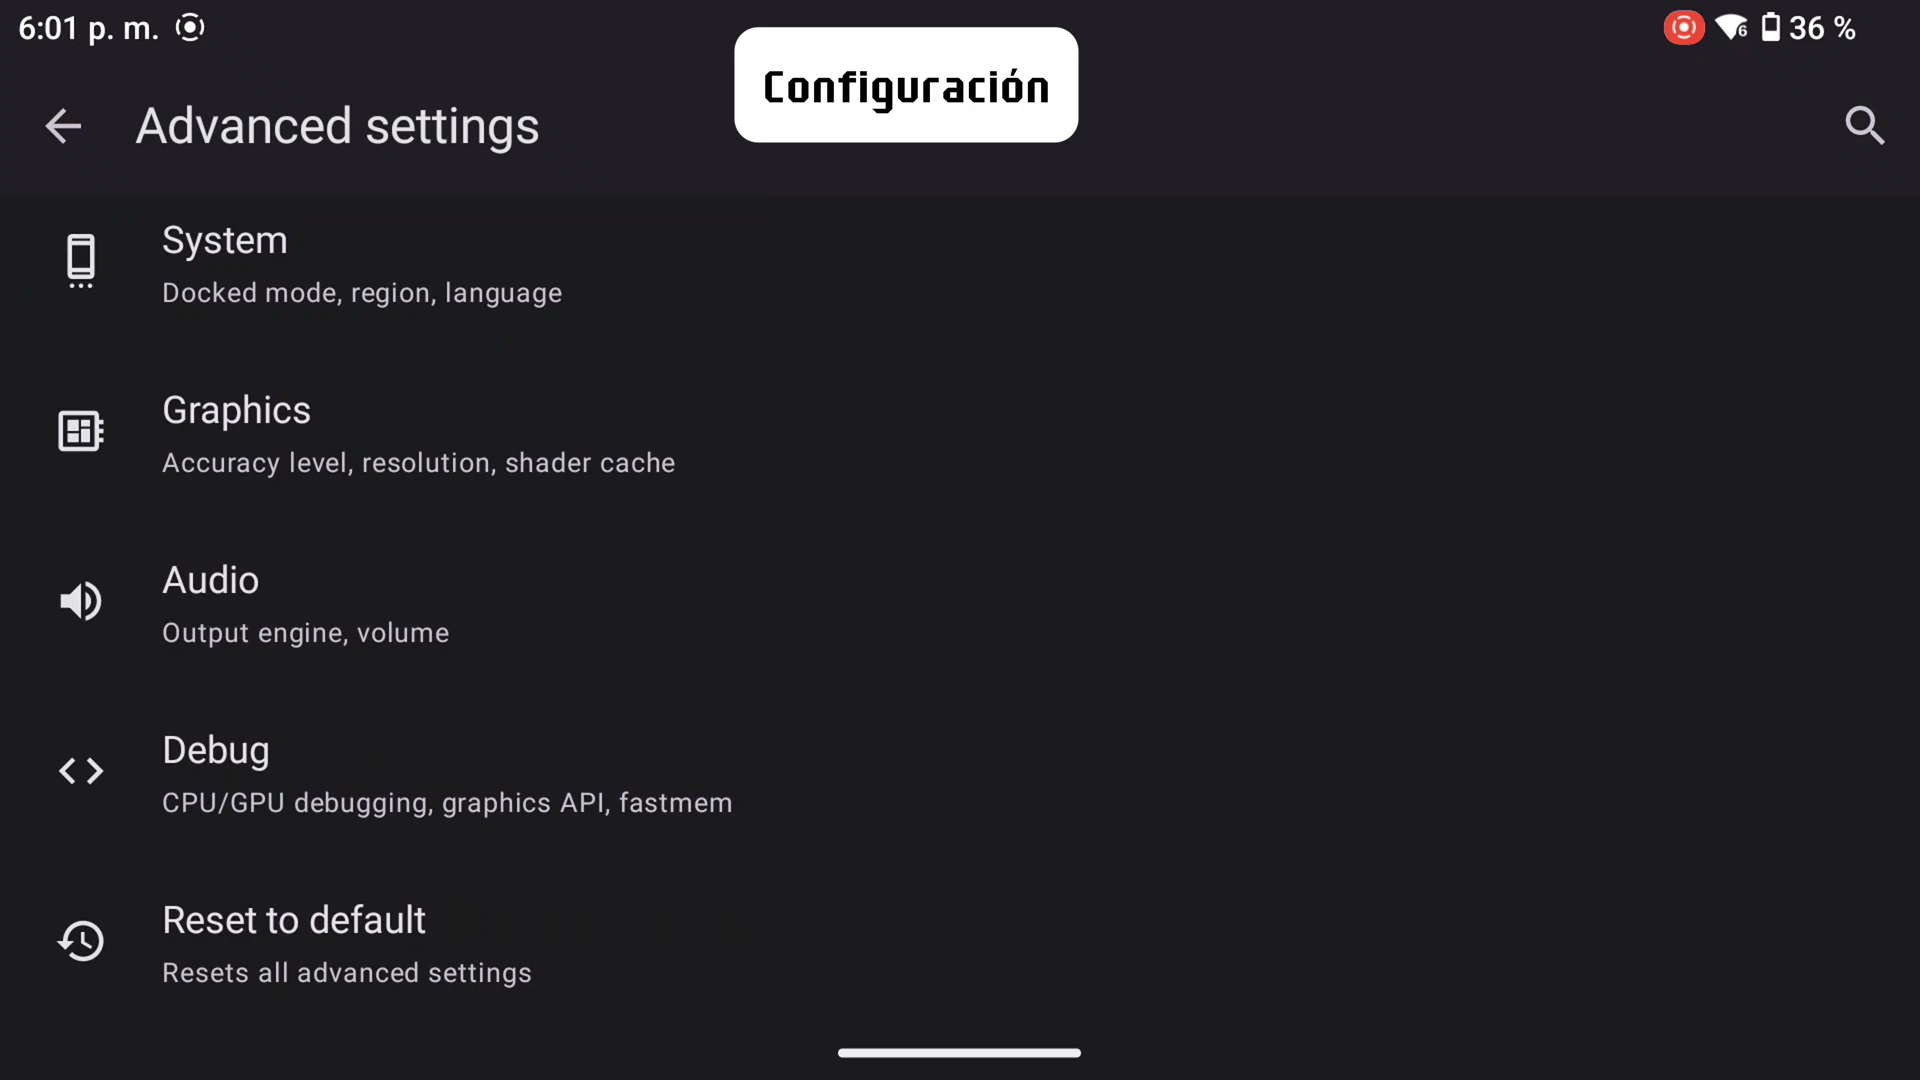 6:01 p. m.
6
36 %
Configuración
Advanced settings
System
Docked mode, region, language
Graphics
Accuracy level, resolution, shader cache
Audio
Output engine, volume
Debug
CPU/GPU debugging, graphics API, fastmem
Reset to default
Resets all advanced settings